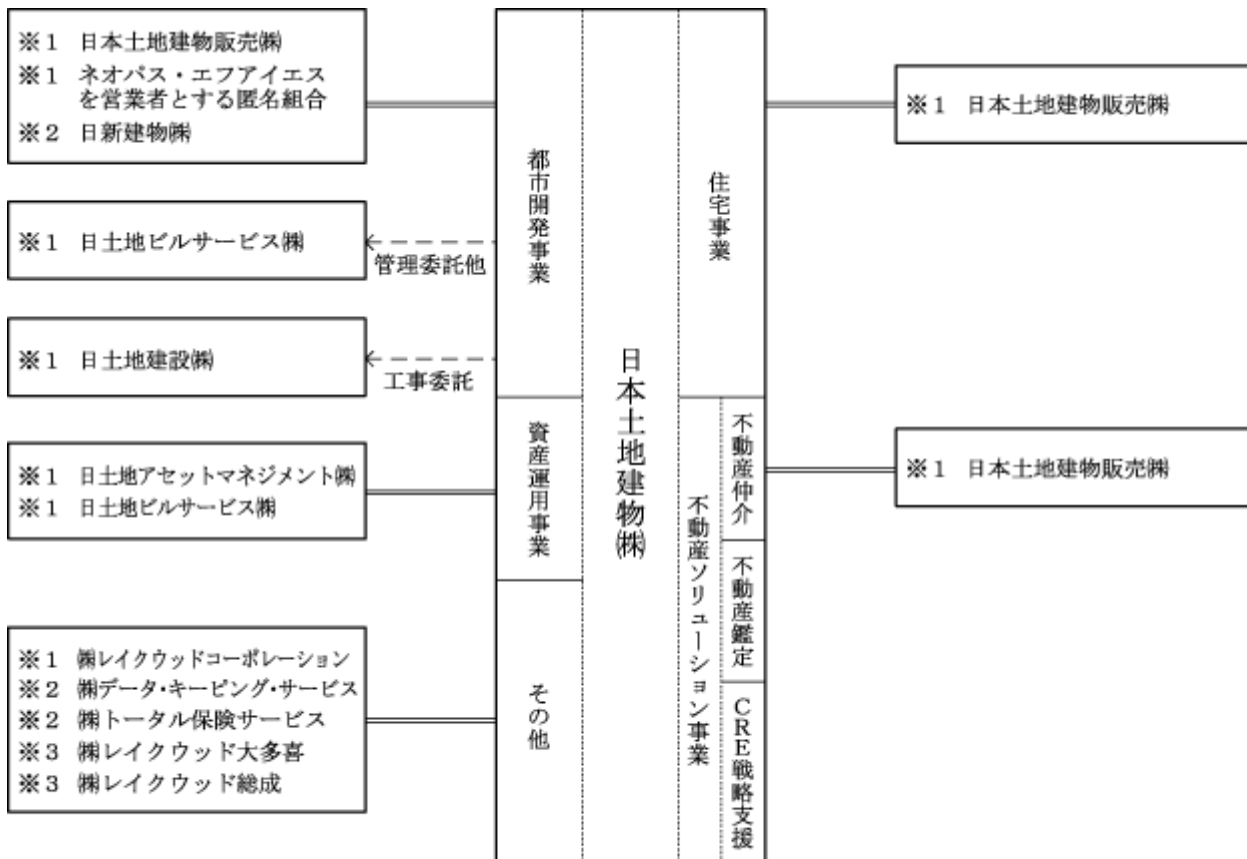 ※1 日本土地建物販売㈱
※1 ネオパス・エフアイエス
を営業者とする匿名組合
※2 日新建物㈱
※1 日土地ビルサービス㈱
管理委託他
※1 日土地建設㈱
工事委託
※1 日土地アセットマネジメント㈱
※1 日土地ビルサービス㈱
※1 ㈱レイクウッドコーポレーション
※2 ㈱データ・キーピング・サービス
※2 ㈱トータル保険サービス
※3 ㈱レイクウッド大多喜
※3 ㈱レイクウッド総成
都市開発事業
資産運用事業
その他
日本土地建物㈱
住宅事業
不動産ソリューション事業
不動産仲介
不動産鑑定
CRE戦略支援
※1 日本土地建物販売㈱
※1 日本土地建物販売㈱